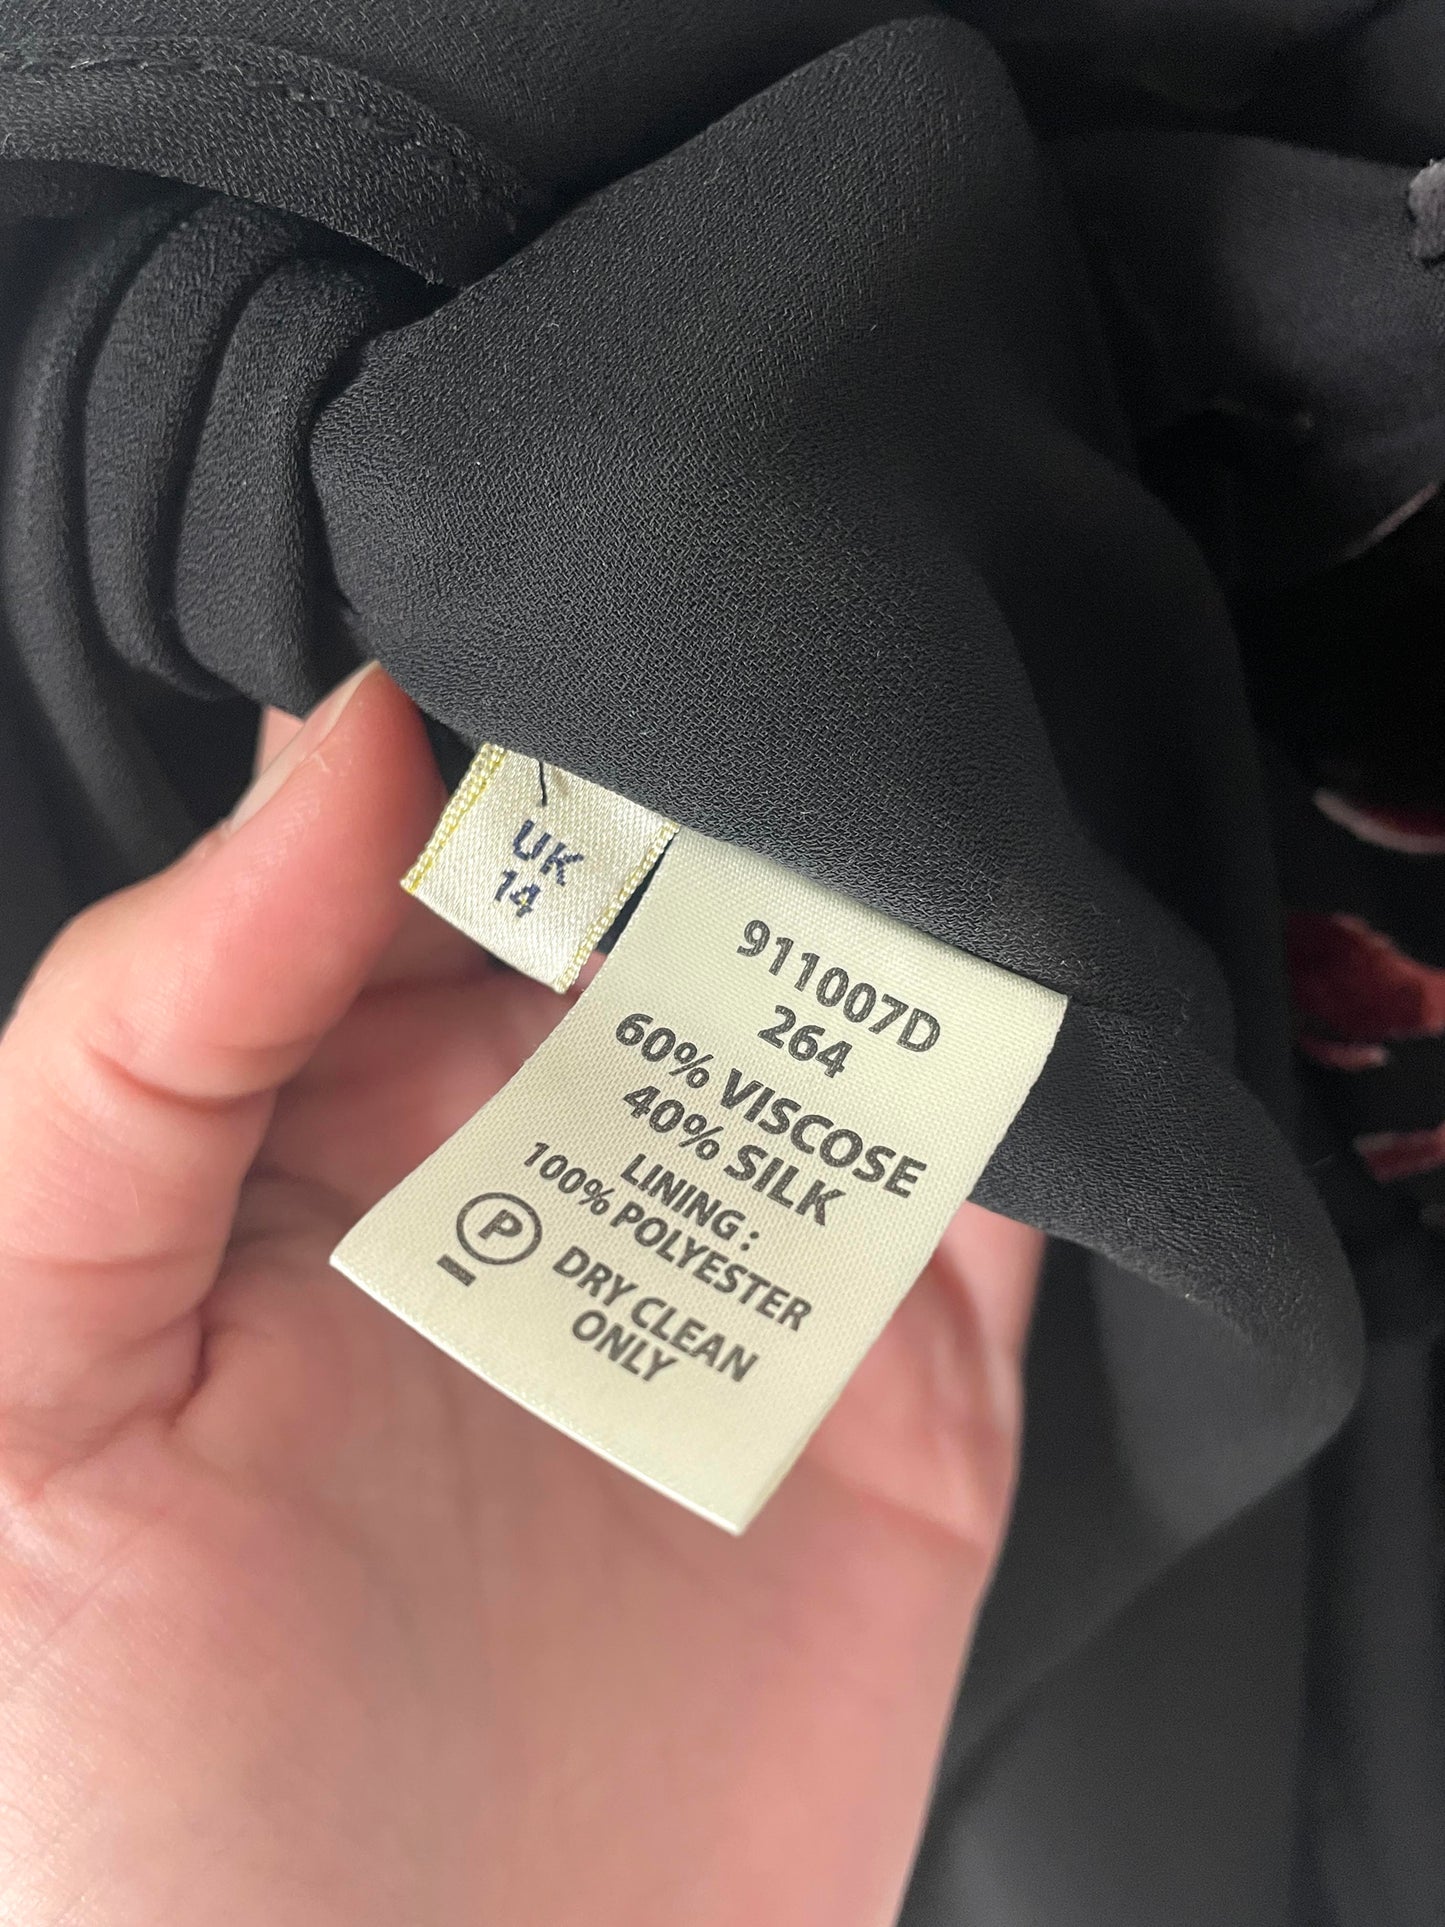 UK
14
911007D
264
60% VISCOSE
40% SILK
LINING :
100% POLYESTER
P DRY CLEAN
ONLY